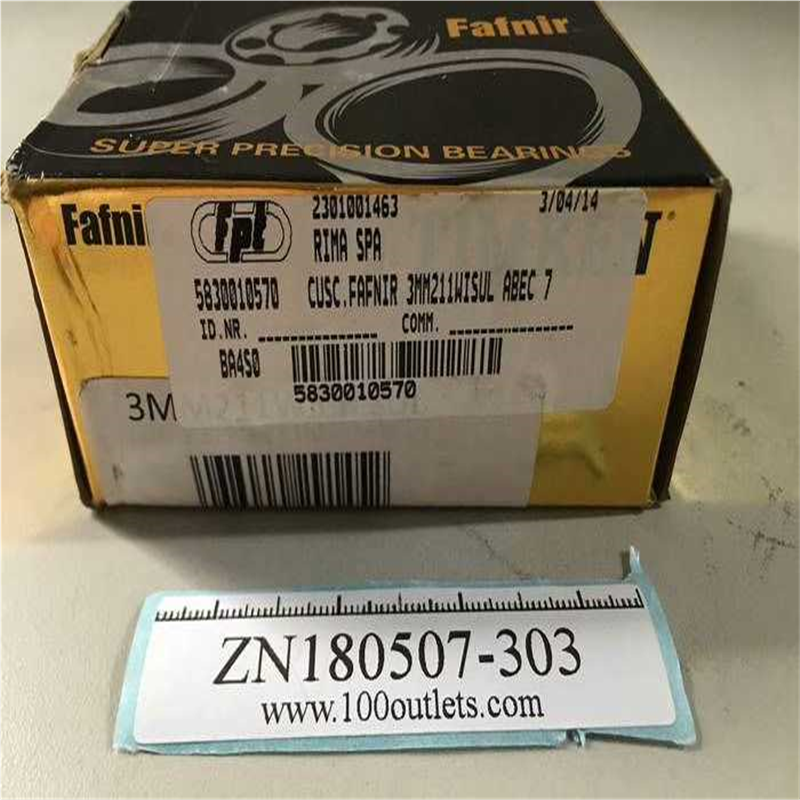 Fafnir
SUPER PRECISION BEARINGS
Fafni
fpt 2301001463 3/04/14
RIMA SPA
5830010570 CUSC.FAFNIR 3MM211WISUL ABEC 7
ID.NR. COMM.
BA4S0
5830010570
ZN180507-303
www.100outlets.com